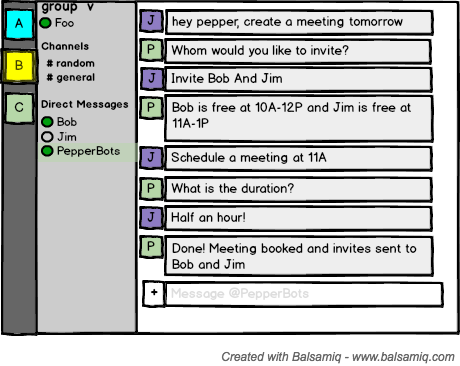 A
B
C
group v
Foo
Channels
# random
# general
Direct Messages
Bob
Jim
PepperBots
J hey pepper, create a meeting tomorrow
P Whom would you like to invite?
J Invite Bob And Jim
P Bob is free at 10A-12P and Jim is free at
11A-1P
J Schedule a meeting at 11A
P What is the duration?
J Half an hour!
P Done! Meeting booked and invites sent to
Bob and Jim
+ Message @PepperBots
Created with Balsamiq - www.balsamiq.com